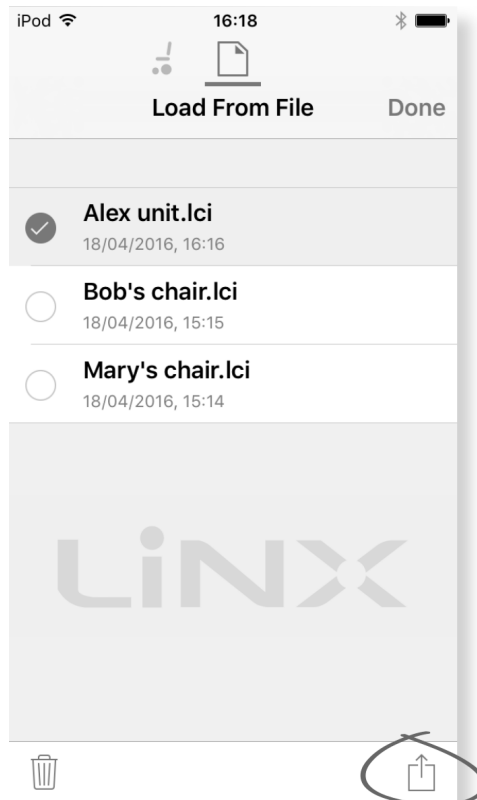 iPod 16:18
Load From File Done
Alex unit.lci
18/04/2016, 16:16
Bob's chair.lci
18/04/2016, 15:15
Mary's chair.lci
18/04/2016, 15:14
LiNX